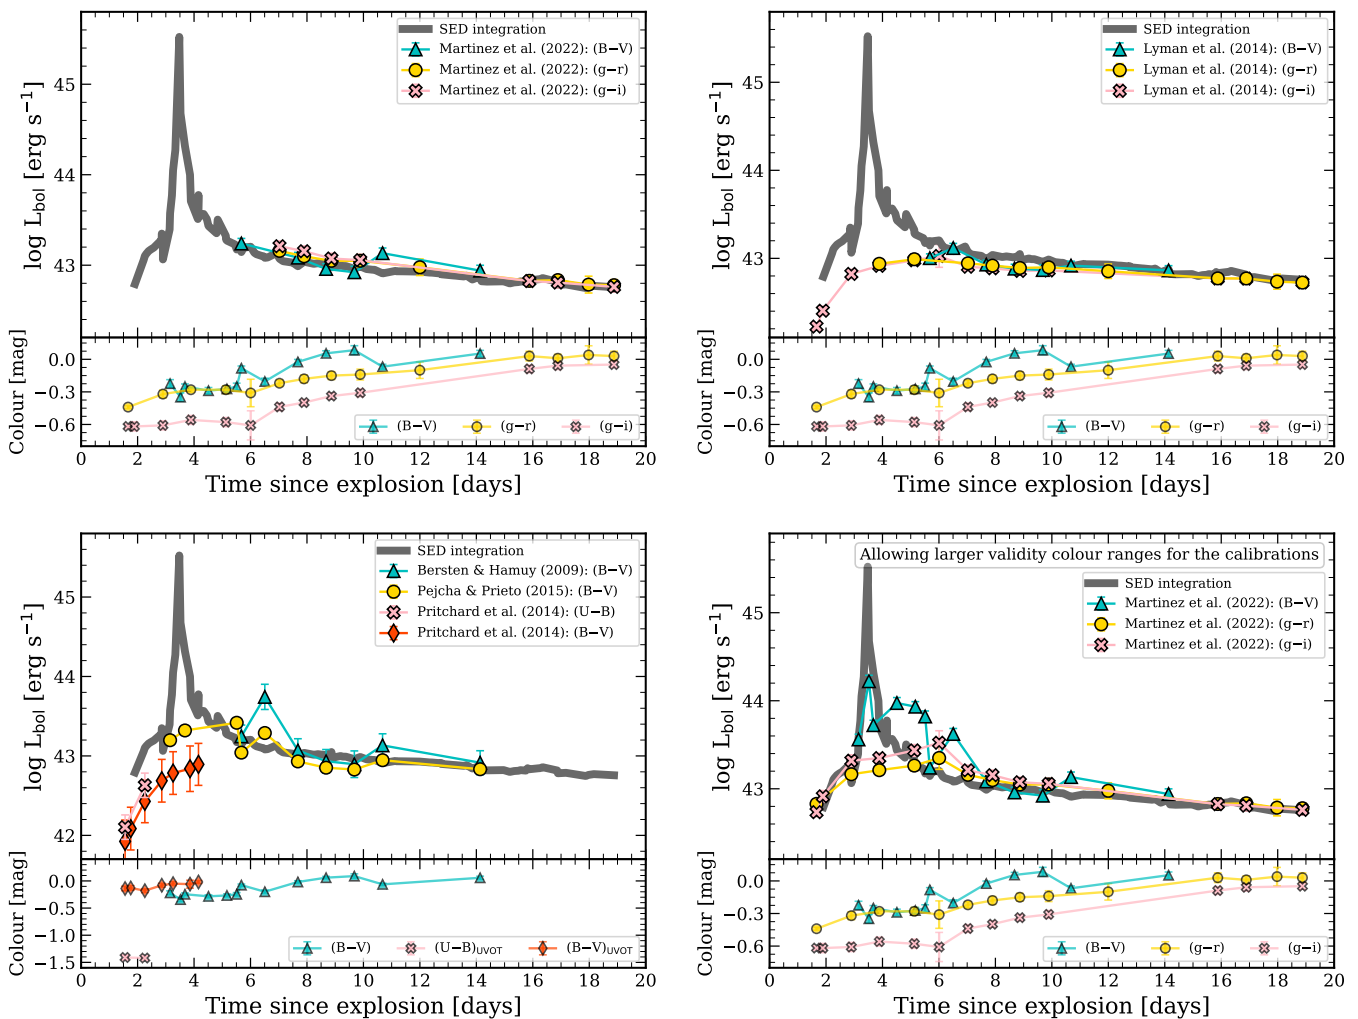 SED integration
Martinez et al. (2022): (B−V)
Martinez et al. (2022): (g−r)
Martinez et al. (2022): (g−i)
log L_bol [erg s⁻¹]
45
44
43
Colour [mag]
0.0
−0.3
−0.6
(B−V) (g−r) (g−i)
0 2 4 6 8 10 12 14 16 18 20
Time since explosion [days]
SED integration
Lyman et al. (2014): (B−V)
Lyman et al. (2014): (g−r)
Lyman et al. (2014): (g−i)
log L_bol [erg s⁻¹]
45
44
43
Colour [mag]
0.0
−0.3
−0.6
(B−V) (g−r) (g−i)
0 2 4 6 8 10 12 14 16 18 20
Time since explosion [days]
SED integration
Bersten & Hamuy (2009): (B−V)
Pejcha & Prieto (2015): (B−V)
Pritchard et al. (2014): (U−B)
Pritchard et al. (2014): (B−V)
log L_bol [erg s⁻¹]
45
44
43
42
Colour [mag]
0.0
−0.5
−1.0
−1.5
(B−V) (U−B)_UVOT (B−V)_UVOT
0 2 4 6 8 10 12 14 16 18 20
Time since explosion [days]
Allowing larger validity colour ranges for the calibrations
SED integration
Martinez et al. (2022): (B−V)
Martinez et al. (2022): (g−r)
Martinez et al. (2022): (g−i)
log L_bol [erg s⁻¹]
45
44
43
Colour [mag]
0.0
−0.3
−0.6
(B−V) (g−r) (g−i)
0 2 4 6 8 10 12 14 16 18 20
Time since explosion [days]